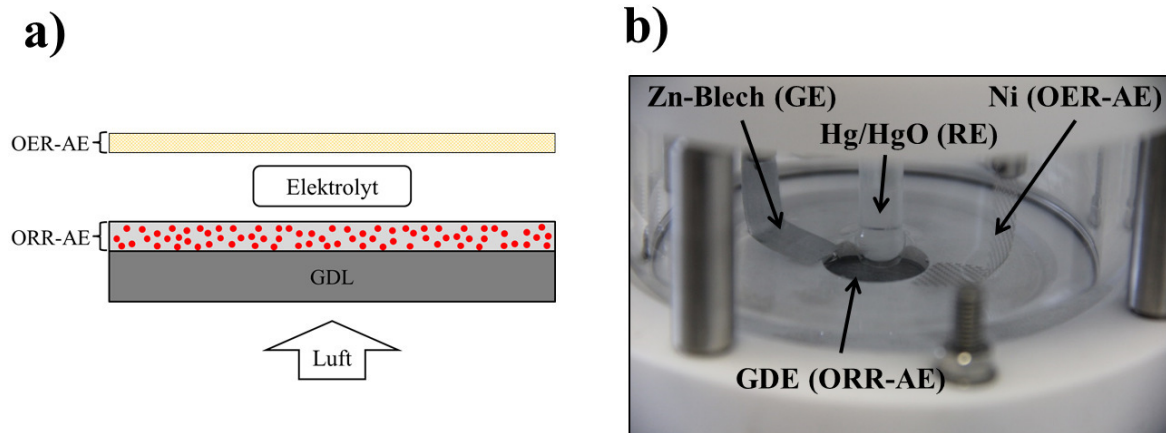 a)
OER-AE
Elektrolyt
ORR-AE
GDL
Luft
b)
Zn-Blech (GE)
Ni (OER-AE)
Hg/HgO (RE)
GDE (ORR-AE)